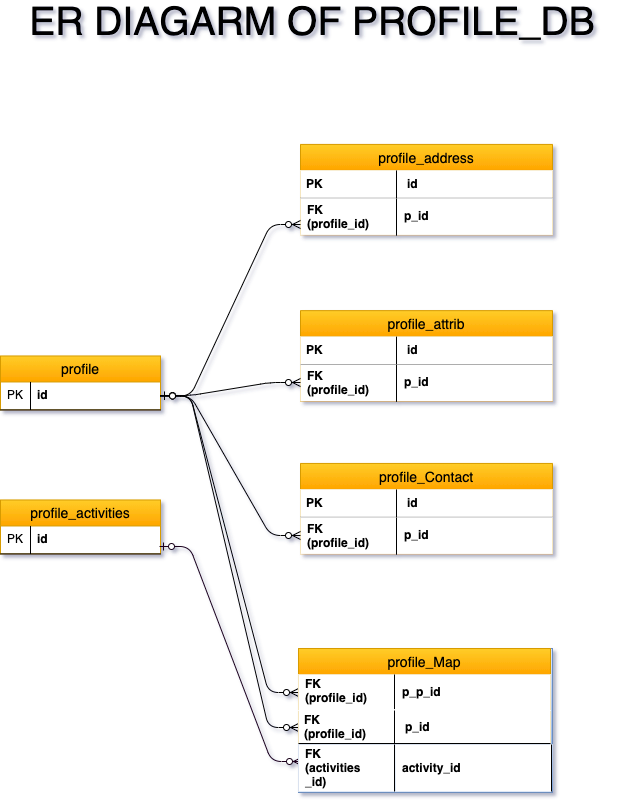 ER DIAGARM OF PROFILE_DB
profile_address
PK id
FK
(profile_id) p_id
profile_attrib
PK id
FK
(profile_id) p_id
profile
PK id
profile_Contact
PK id
FK
(profile_id) p_id
profile_activities
PK id
profile_Map
FK
(profile_id) p_p_id
FK
(profile_id) p_id
FK
(activities
_id) activity_id